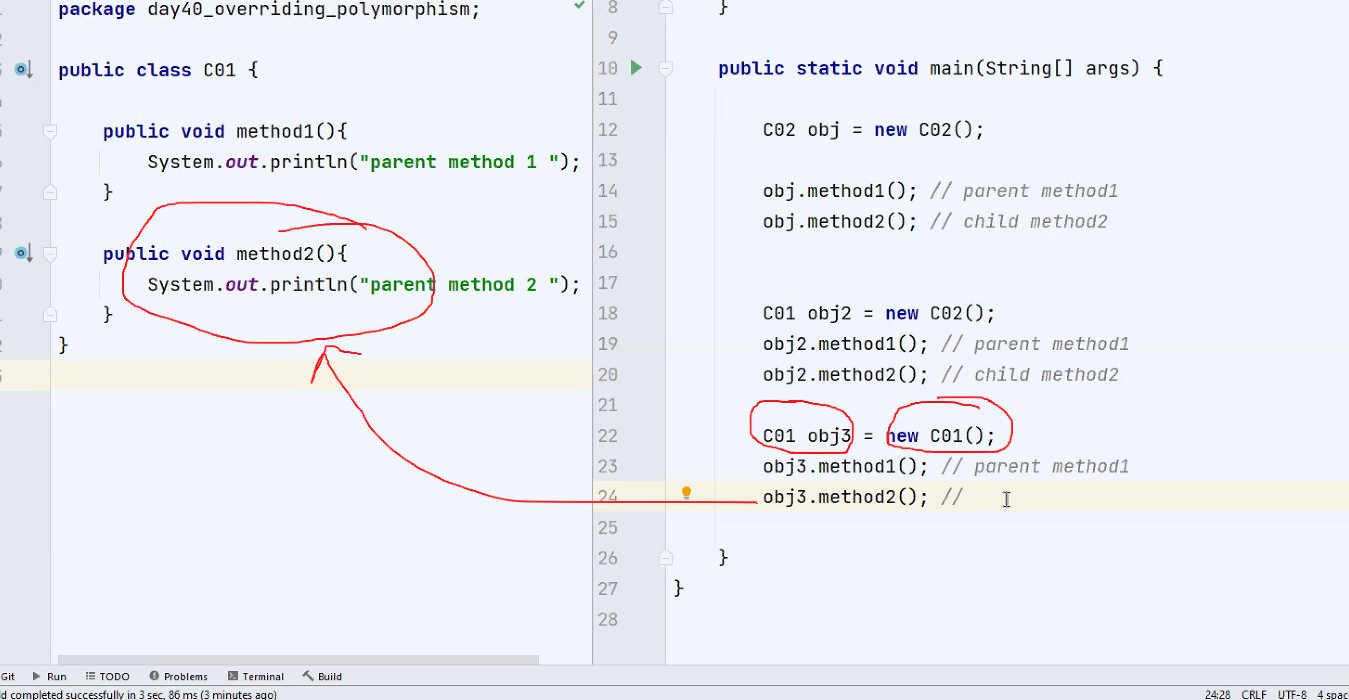 package day40_overriding_polymorphism;
public class C01 {
public void method1(){
System.out.println("parent method 1 ");
}
public void method2(){
System.out.println("parent method 2 ");
}
}
8 }
9
10 public static void main(String[] args) {
11
12 C02 obj = new C02();
13
14 obj.method1(); // parent method1
15 obj.method2(); // child method2
16
17
18 C01 obj2 = new C02();
19 obj2.method1(); // parent method1
20 obj2.method2(); // child method2
21
22 C01 obj3 = new C01();
23 obj3.method1(); // parent method1
24 obj3.method2(); //
25
26 }
27 }
28
Git Run TODO Problems Terminal Build
completed successfully in 3 sec, 86 ms (3 minutes ago) 24:28 CRLF UTF-8 4